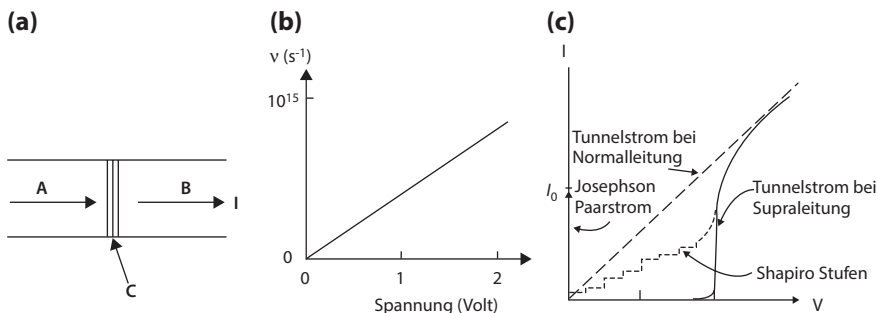 (a)
A
B
I
C
(b)
ν (s⁻¹)
10¹⁵
0
0
1
2
Spannung (Volt)
(c)
I
Tunnelstrom bei
Normalleitung
I₀
Josephson
Paarstrom
Tunnelstrom bei
Supraleitung
Shapiro Stufen
V